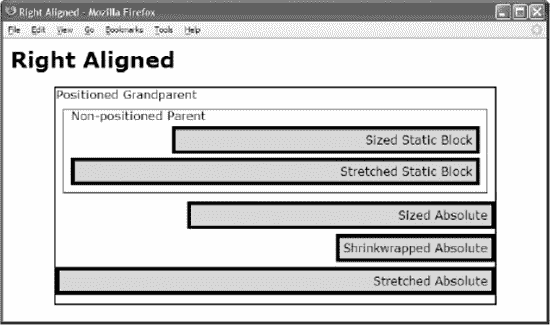 Right Aligned - Mozilla Firefox
File Edit View Go Bookmarks Tools Help
Right Aligned
Positioned Grandparent
Non-positioned Parent
Sized Static Block
Stretched Static Block
Sized Absolute
Shrinkwrapped Absolute
Stretched Absolute